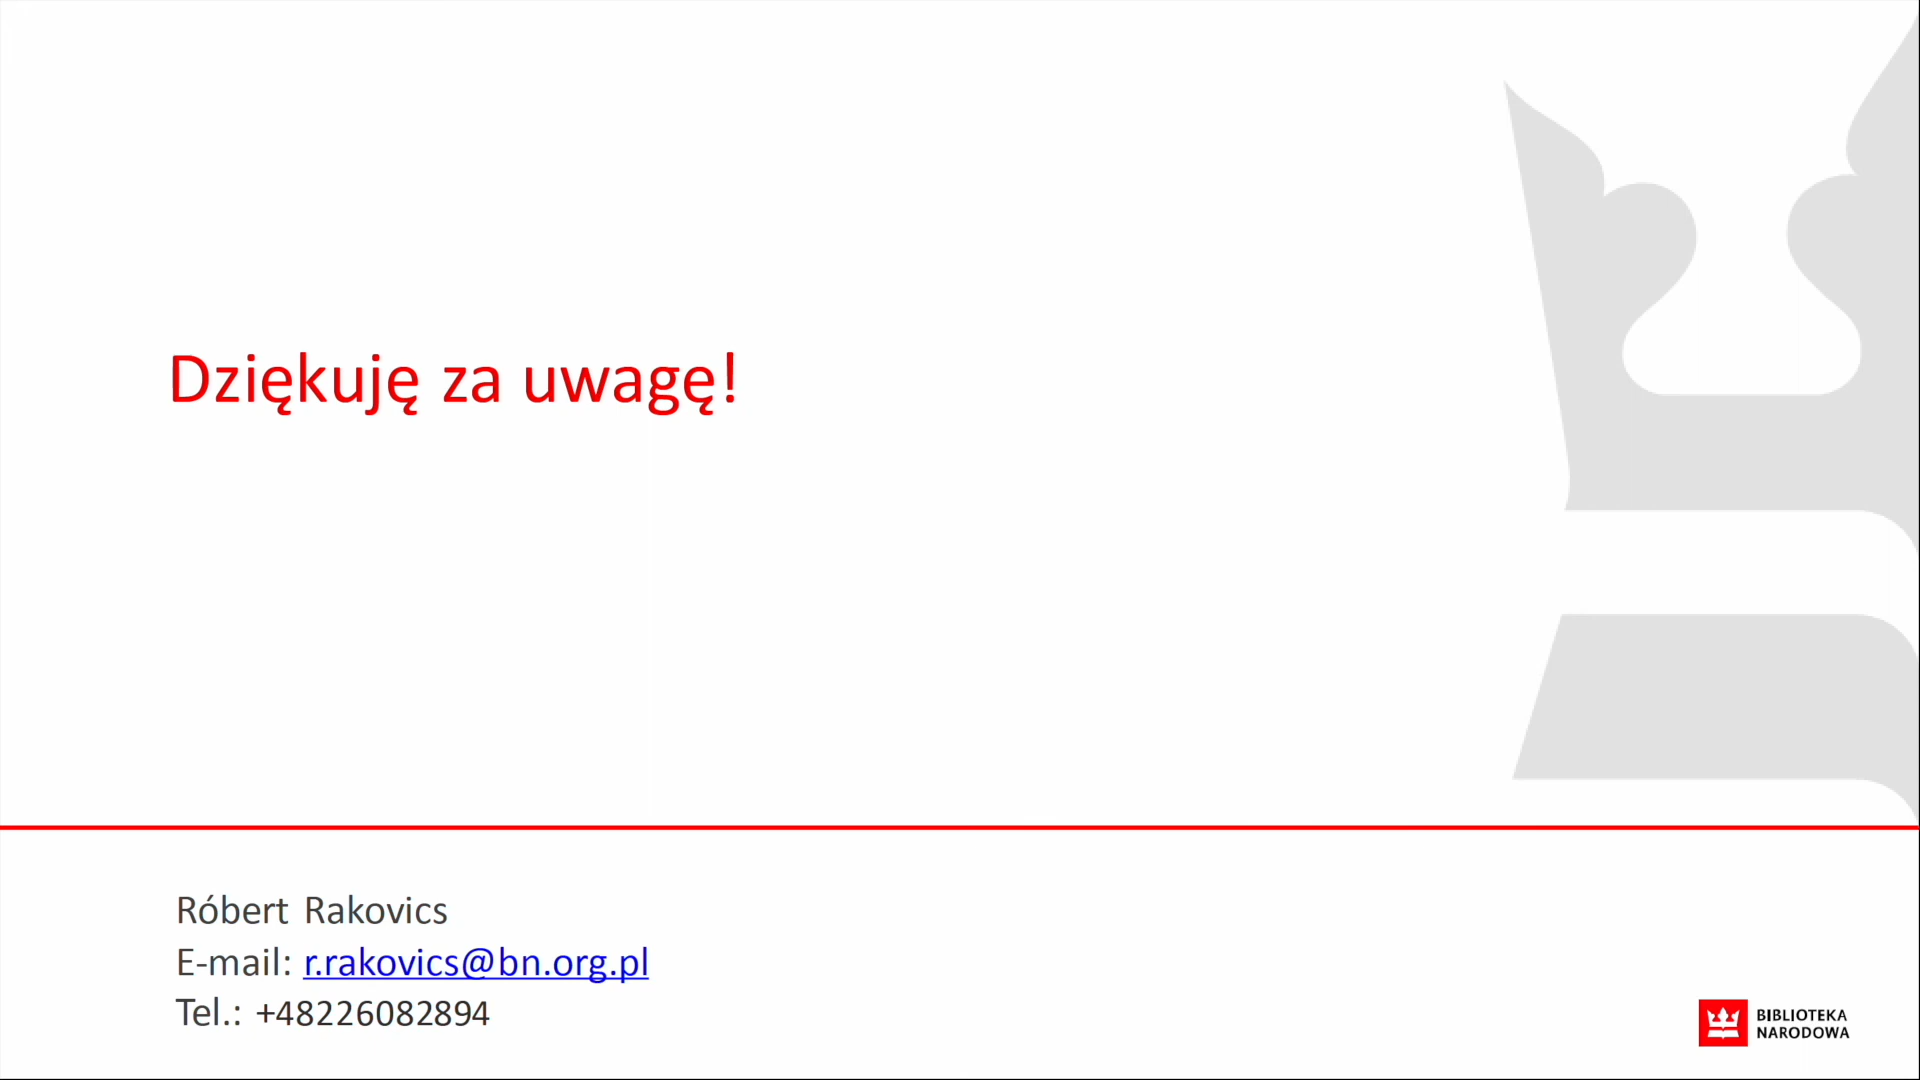 Dziękuję za uwagę!
Róbert Rakovics
E-mail: r.rakovics@bn.org.pl
Tel.: +48226082894
BIBLIOTEKA
NARODOWA